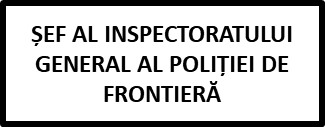 ȘEF AL INSPECTORATULUI
GENERAL AL POLIȚIEI DE
FRONTIERĂ